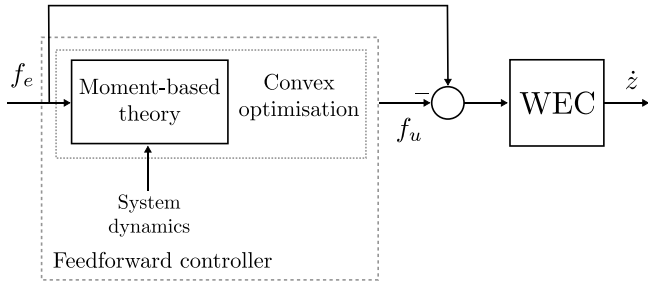 f_e
Moment-based
theory
Convex
optimisation
−
f_u
WEC
ż
System
dynamics
Feedforward controller